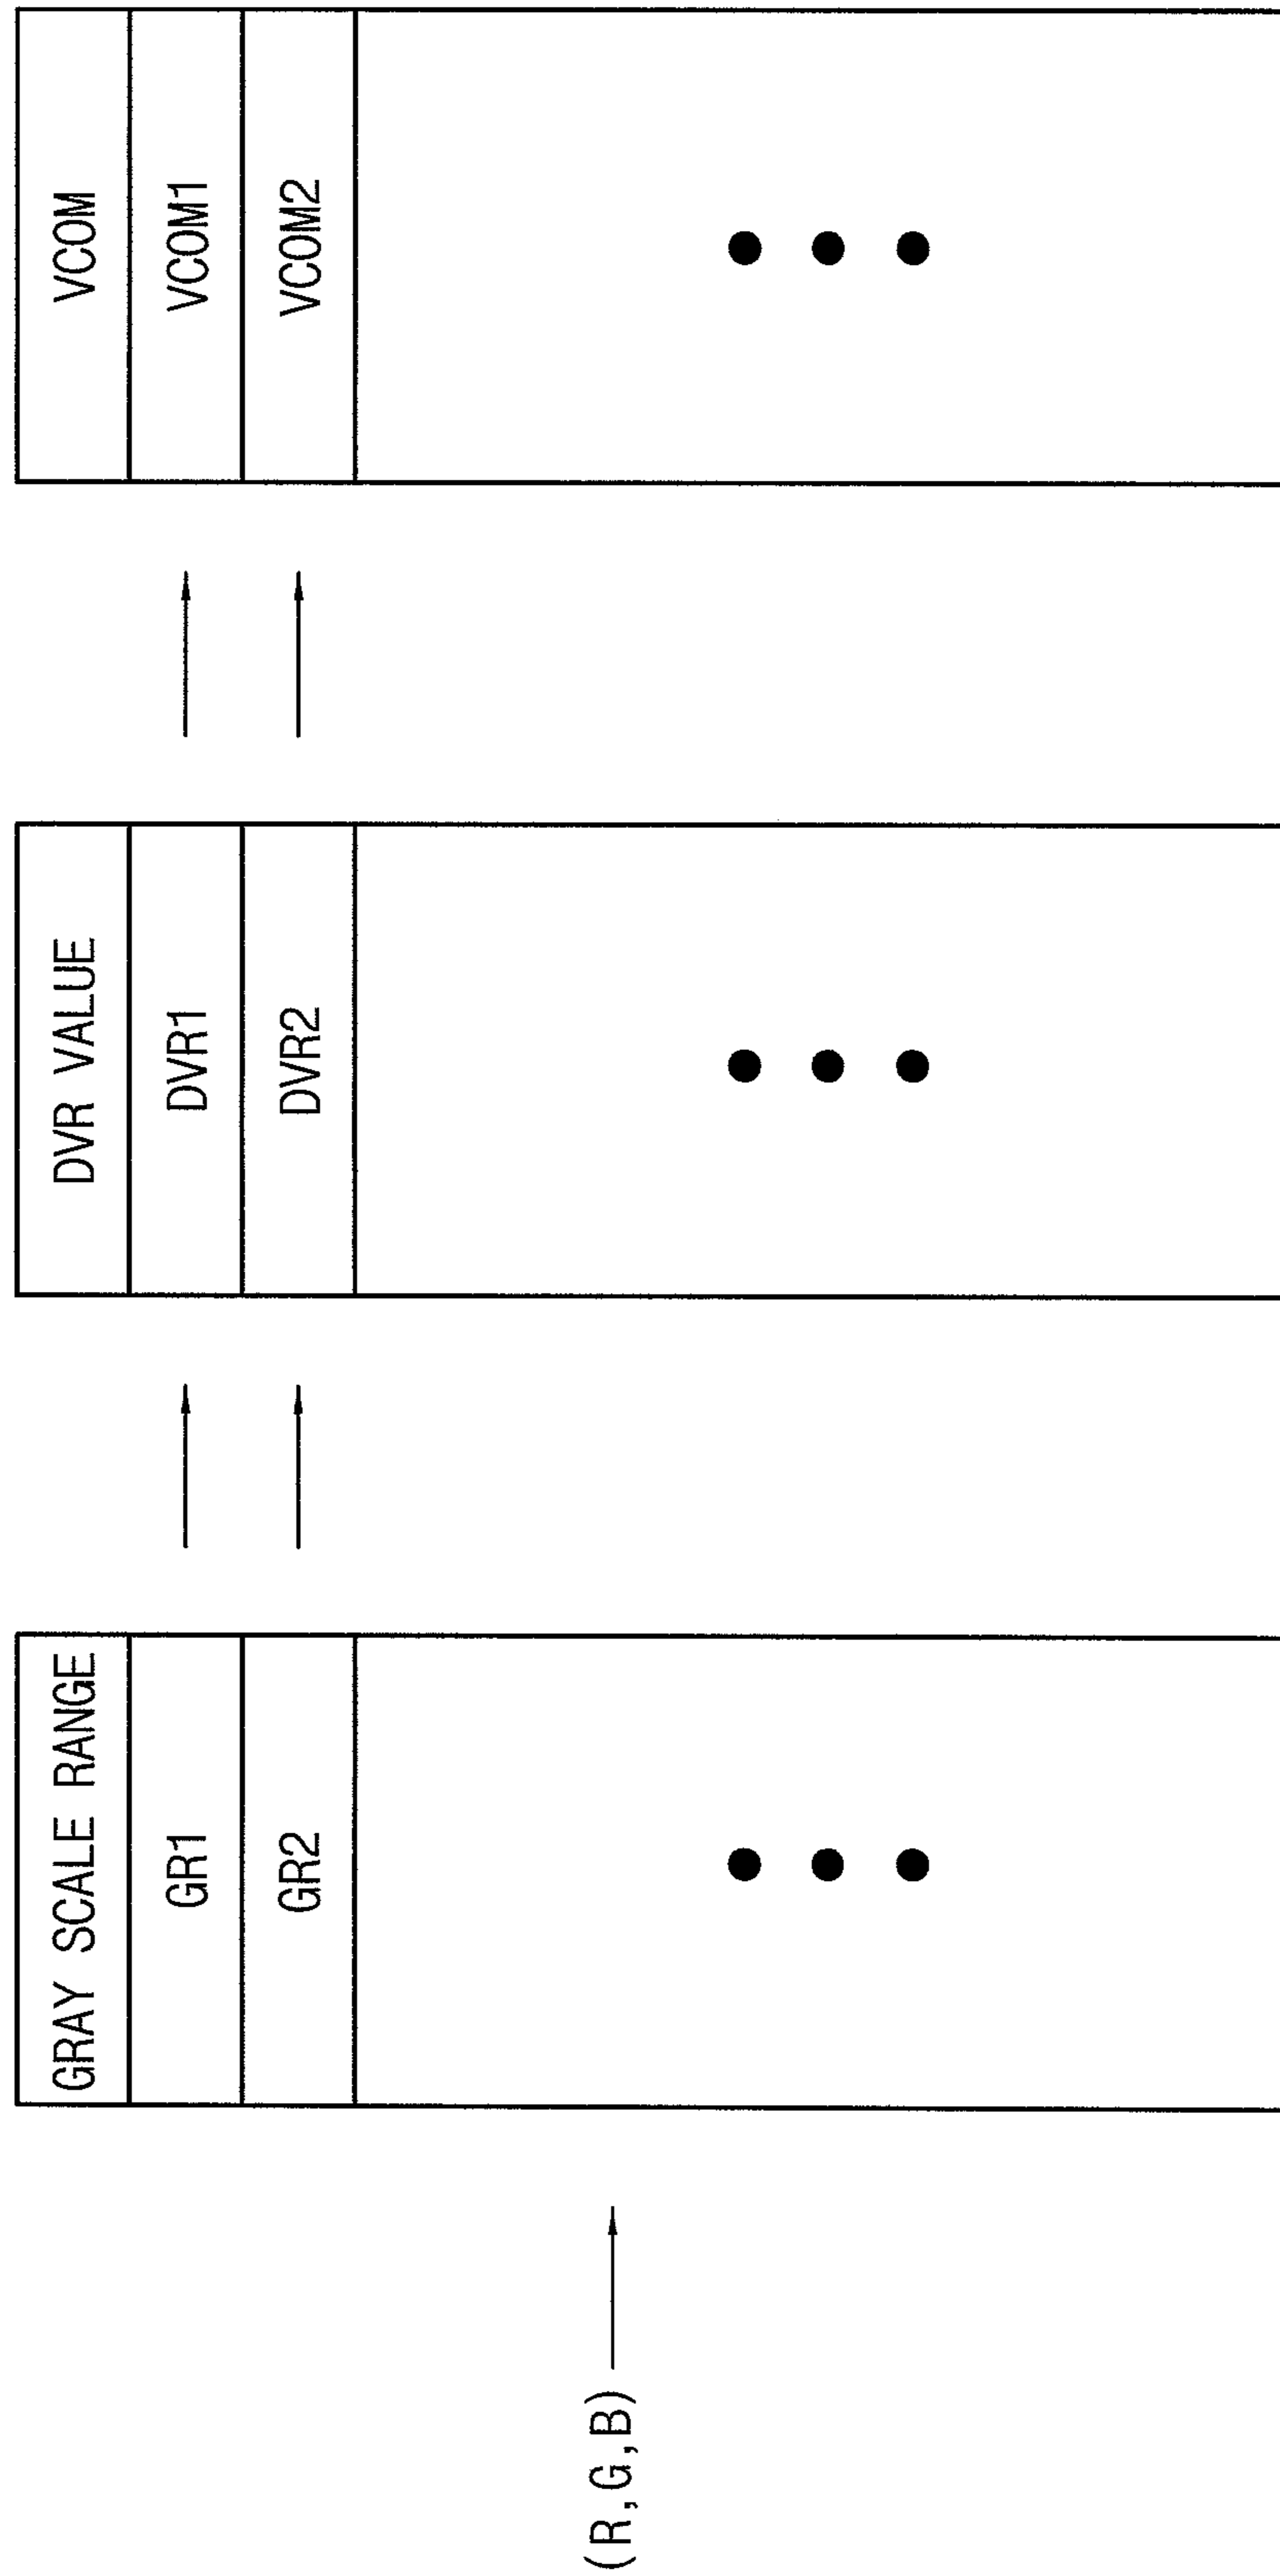 (R,G,B)
GRAY SCALE RANGE
GR1
GR2
DVR VALUE
DVR1
DVR2
VCOM
VCOM1
VCOM2